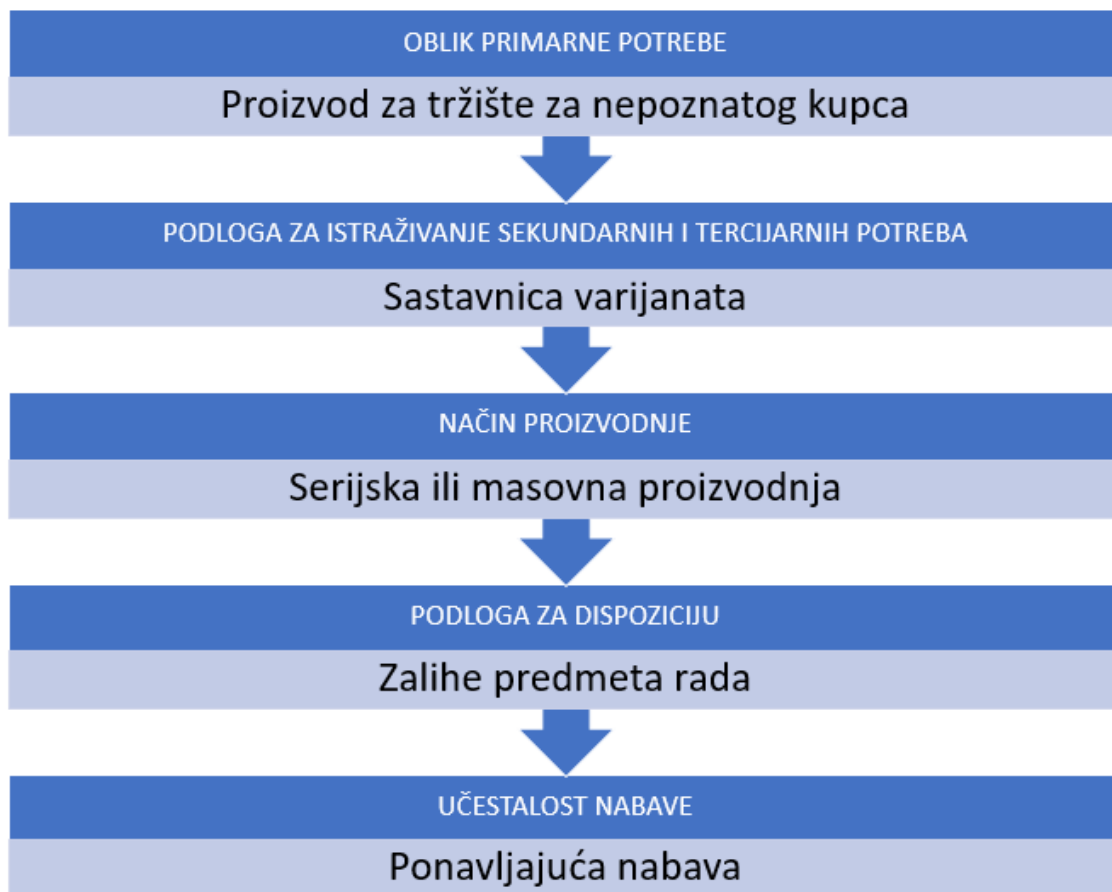 OBLIK PRIMARNE POTREBE
Proizvod za tržište za nepoznatog kupca
PODLOGA ZA ISTRAŽIVANJE SEKUNDARNIH I TERCIJARNIH POTREBA
Sastavnica varijanata
NAČIN PROIZVODNJE
Serijska ili masovna proizvodnja
PODLOGA ZA DISPOZICIJU
Zalihe predmeta rada
UČESTALOST NABAVE
Ponavljajuća nabava